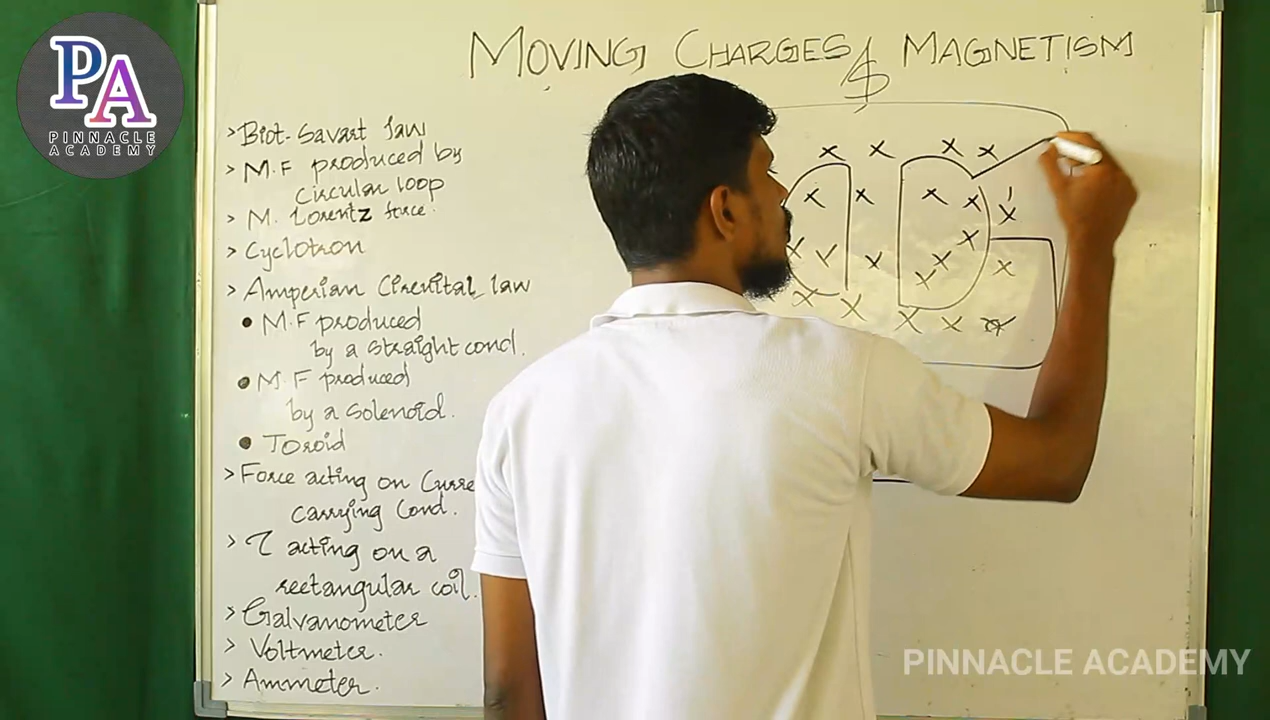 PA
PINNACLE
ACADEMY
MOVING CHARGES & MAGNETISM
> Biot-Savart law
> M.F produced by
circular loop
> M. Lorentz force.
> Cyclotron
> Amperian Circuital law
• M.F produced
by a straight cond.
• M.F produced
by a solenoid.
• Toroid
> Force acting on Curre
carrying Cond.
> τ acting on a
rectangular coil.
> Galvanometer
> Voltmeter.
> Ammeter.
PINNACLE ACADEMY